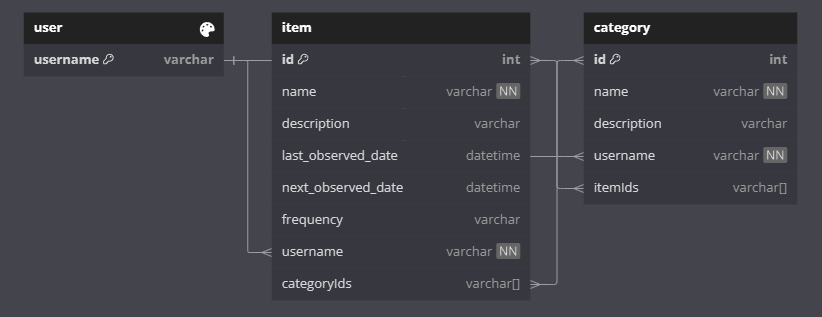 user
username varchar
item
id int
name varchar NN
description varchar
last_observed_date datetime
next_observed_date datetime
frequency varchar
username varchar NN
categoryIds varchar[]
category
id int
name varchar NN
description varchar
username varchar NN
itemIds varchar[]